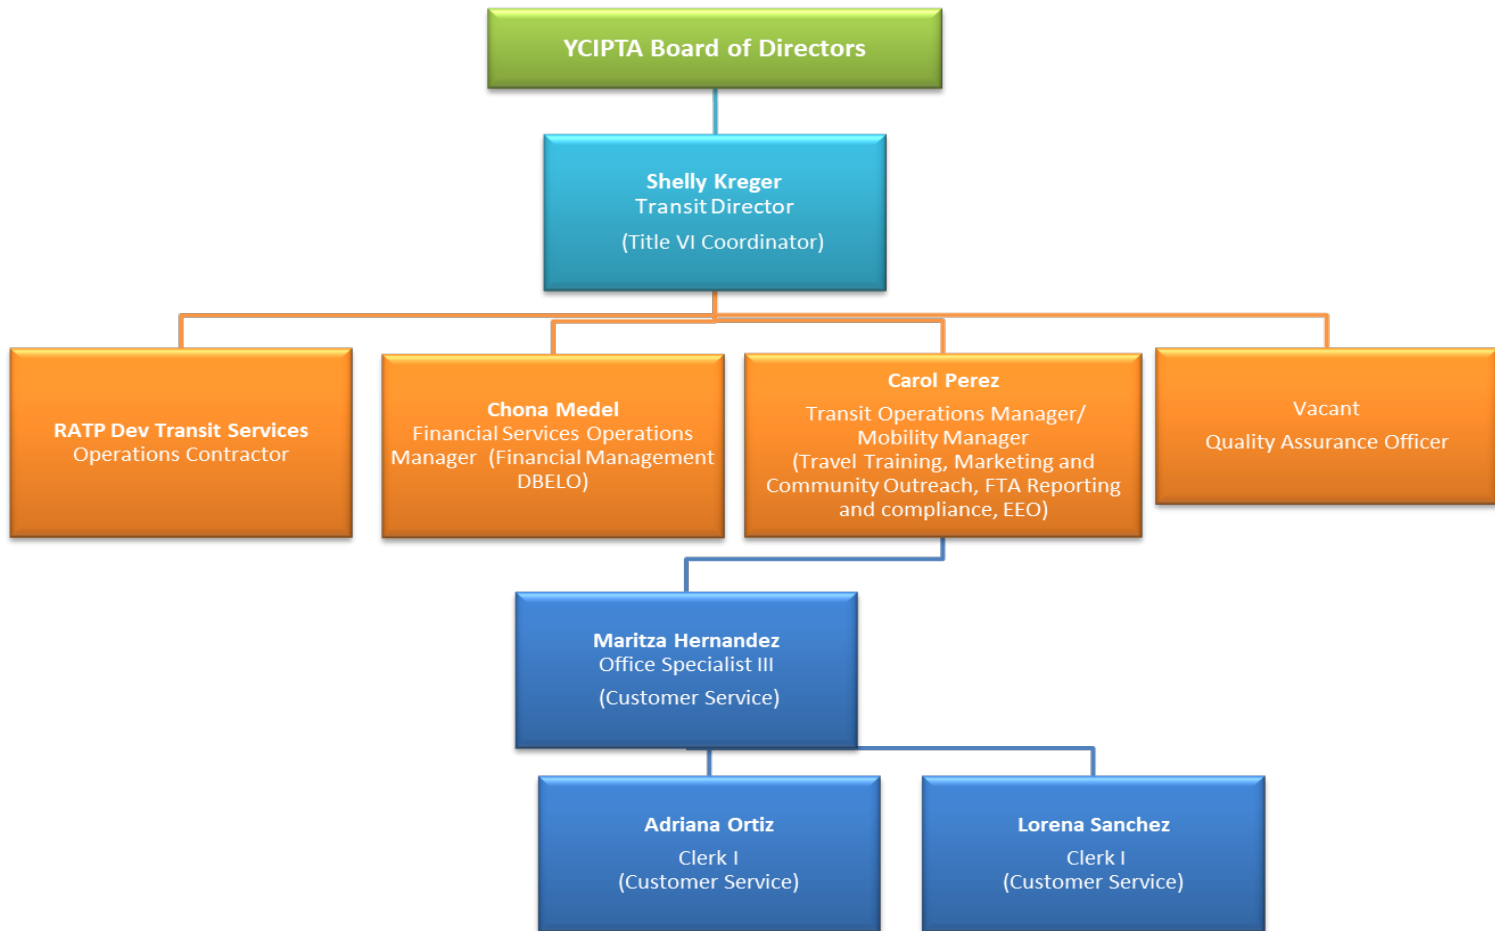 YCIPTA Board of Directors
Shelly Kreger
Transit Director
(Title VI Coordinator)
RATP Dev Transit Services
Operations Contractor
Chona Medel
Financial Services Operations
Manager (Financial Management
DBELO)
Carol Perez
Transit Operations Manager/
Mobility Manager
(Travel Training, Marketing and
Community Outreach, FTA Reporting
and compliance, EEO)
Vacant
Quality Assurance Officer
Maritza Hernandez
Office Specialist III
(Customer Service)
Adriana Ortiz
Clerk I
(Customer Service)
Lorena Sanchez
Clerk I
(Customer Service)